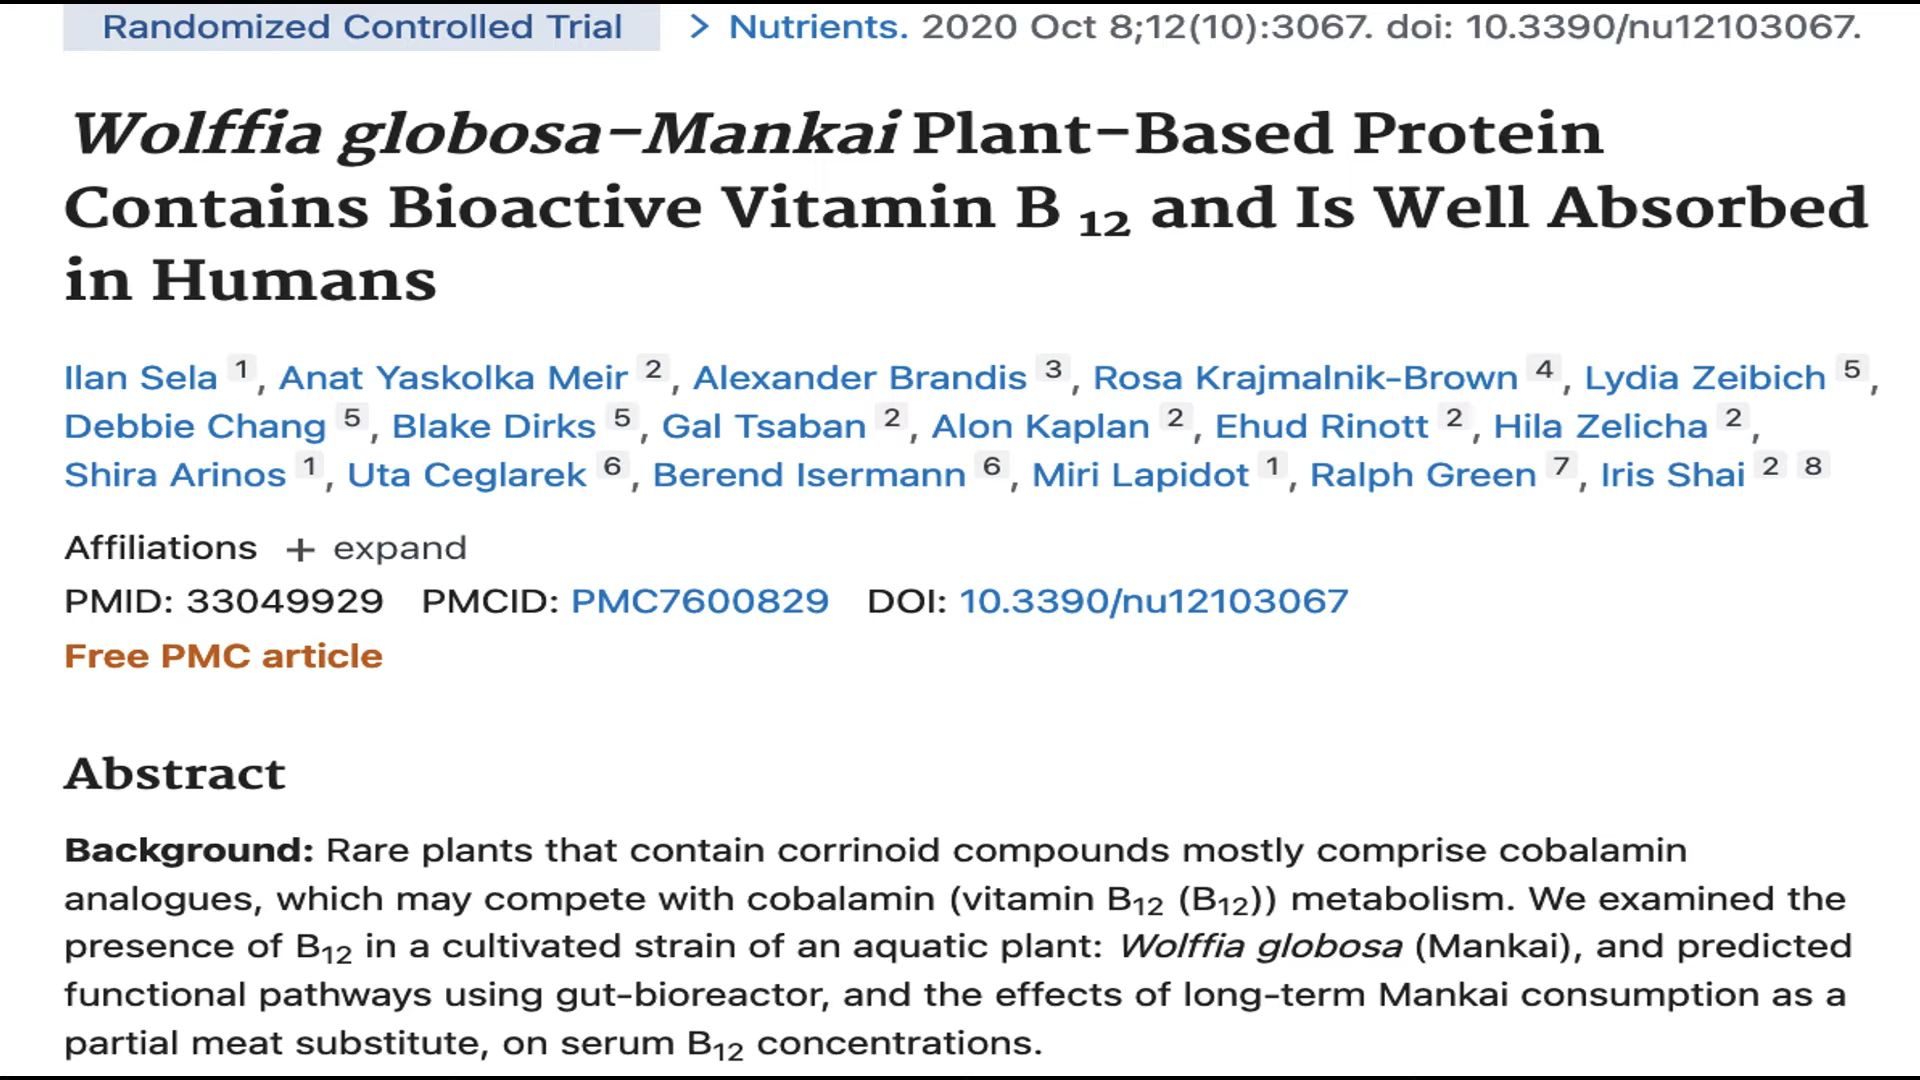 Randomized Controlled Trial > Nutrients. 2020 Oct 8;12(10):3067. doi: 10.3390/nu12103067.
Wolffia globosa–Mankai Plant-Based Protein
Contains Bioactive Vitamin B 12 and Is Well Absorbed
in Humans
Ilan Sela 1, Anat Yaskolka Meir 2, Alexander Brandis 3, Rosa Krajmalnik-Brown 4, Lydia Zeibich 5,
Debbie Chang 5, Blake Dirks 5, Gal Tsaban 2, Alon Kaplan 2, Ehud Rinott 2, Hila Zelicha 2,
Shira Arinos 1, Uta Ceglarek 6, Berend Isermann 6, Miri Lapidot 1, Ralph Green 7, Iris Shai 2 8
Affiliations + expand
PMID: 33049929 PMCID: PMC7600829 DOI: 10.3390/nu12103067
Free PMC article
Abstract
Background: Rare plants that contain corrinoid compounds mostly comprise cobalamin
analogues, which may compete with cobalamin (vitamin B12 (B12)) metabolism. We examined the
presence of B12 in a cultivated strain of an aquatic plant: Wolffia globosa (Mankai), and predicted
functional pathways using gut-bioreactor, and the effects of long-term Mankai consumption as a
partial meat substitute, on serum B12 concentrations.